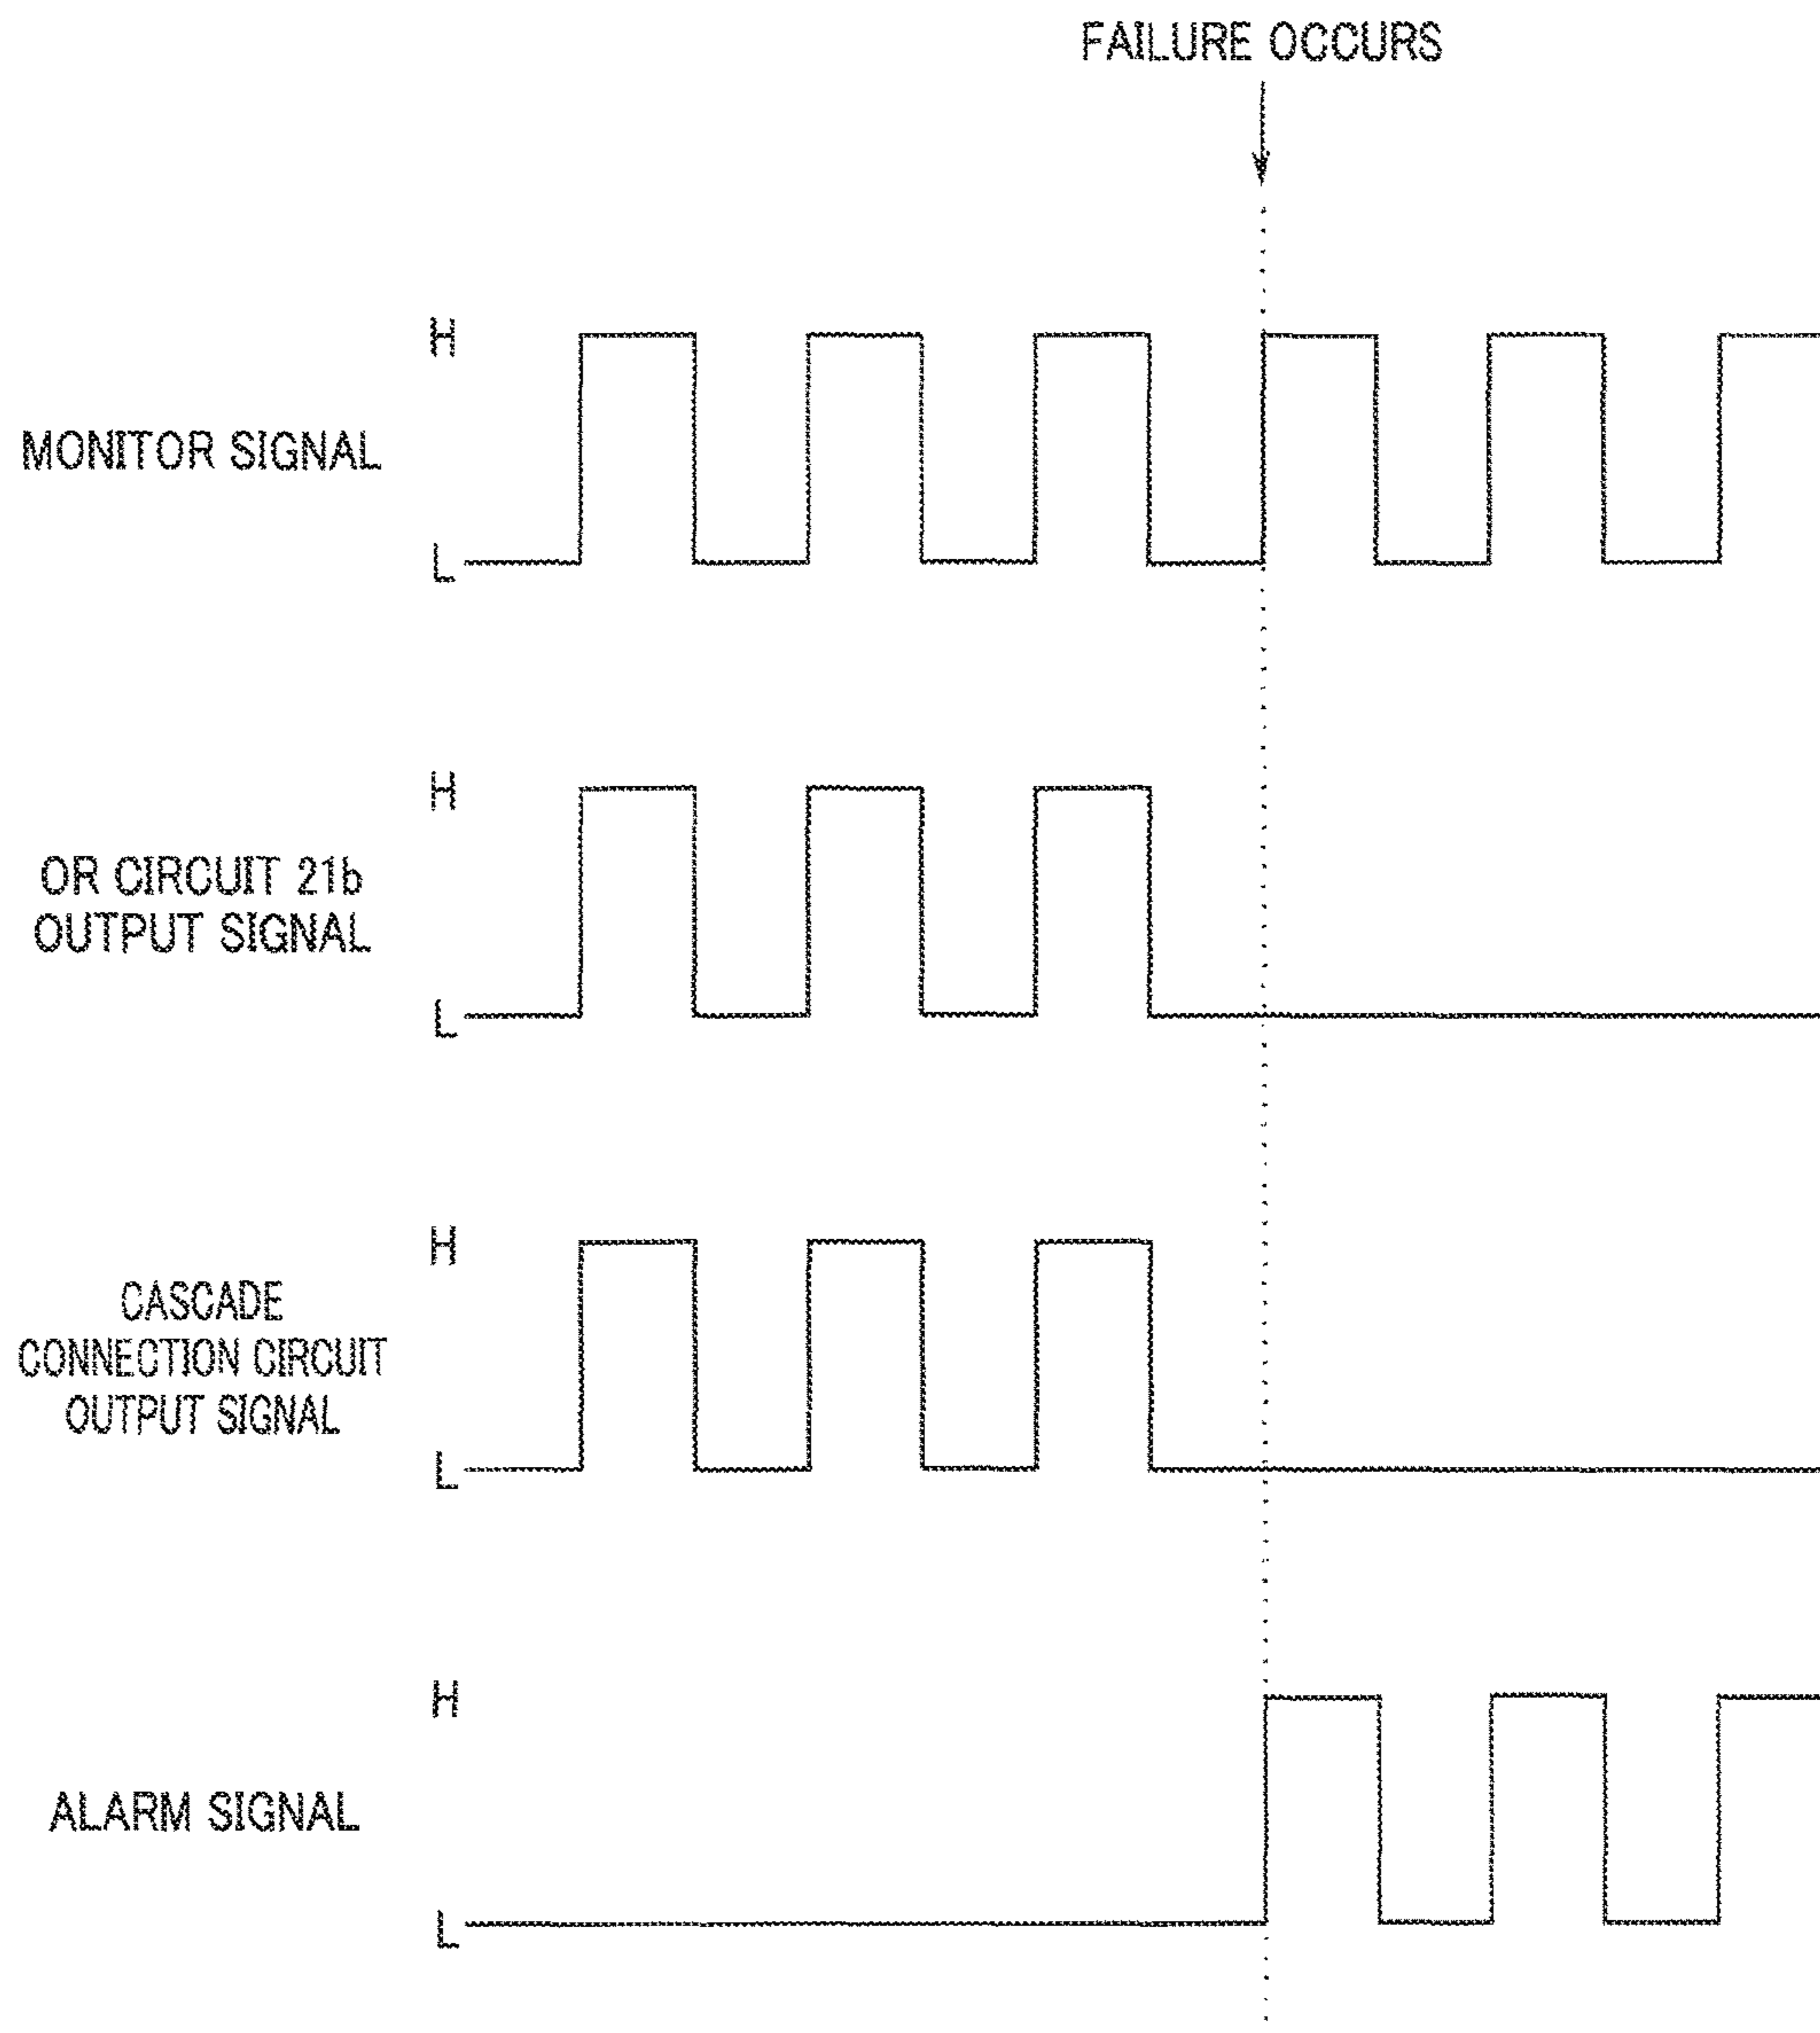 FAILURE OCCURS
H
MONITOR SIGNAL
L
H
OR CIRCUIT 21b
OUTPUT SIGNAL
L
H
CASCADE
CONNECTION CIRCUIT
OUTPUT SIGNAL
L
H
ALARM SIGNAL
L